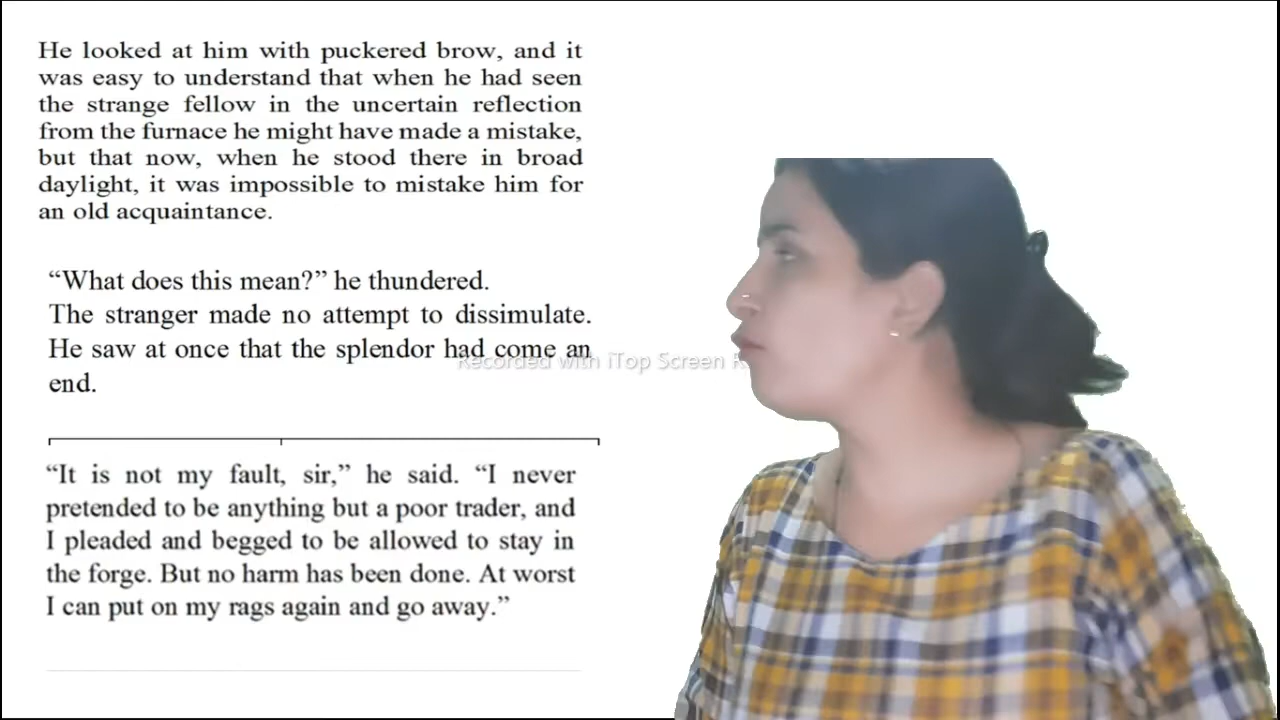 He looked at him with puckered brow, and it
was easy to understand that when he had seen
the strange fellow in the uncertain reflection
from the furnace he might have made a mistake,
but that now, when he stood there in broad
daylight, it was impossible to mistake him for
an old acquaintance.
“What does this mean?” he thundered.
The stranger made no attempt to dissimulate.
He saw at once that the splendor had come an
end.
Recorded with iTop Screen R
“It is not my fault, sir,” he said. “I never
pretended to be anything but a poor trader, and
I pleaded and begged to be allowed to stay in
the forge. But no harm has been done. At worst
I can put on my rags again and go away.”